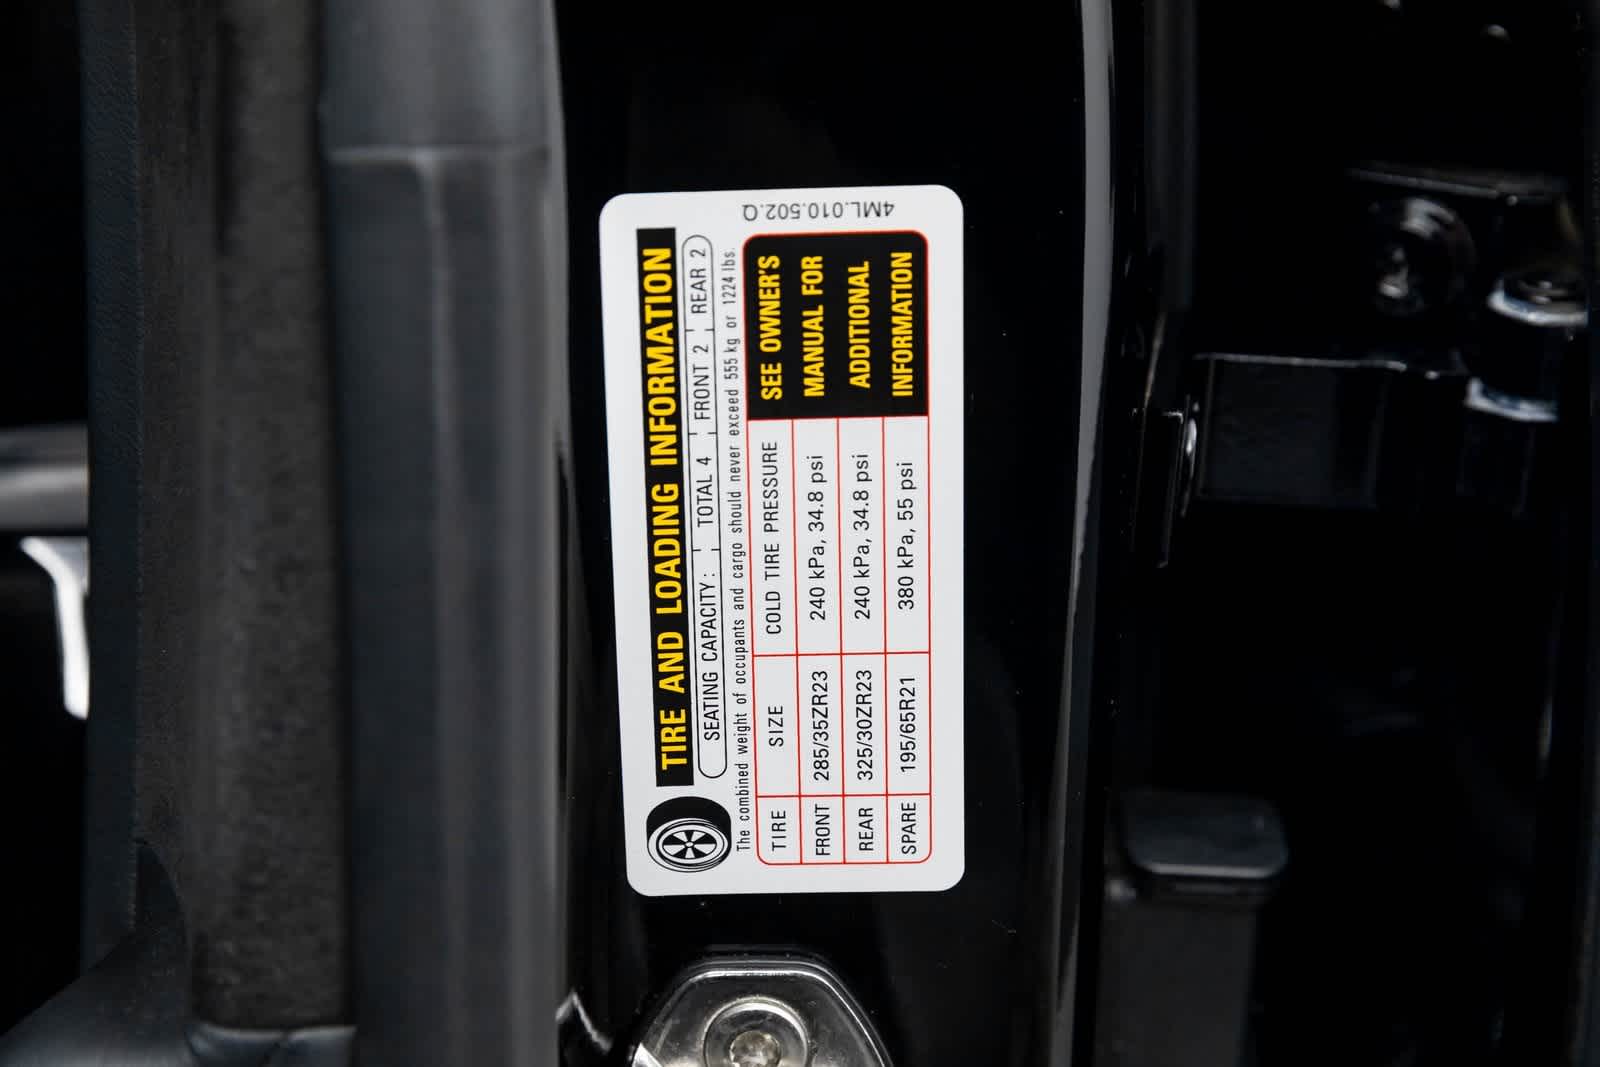 TIRE AND LOADING INFORMATION
SEATING CAPACITY : TOTAL 4 FRONT 2 REAR 2
The combined weight of occupants and cargo should never exceed 555 kg or 1224 lbs.
TIRE SIZE COLD TIRE PRESSURE
FRONT 285/35ZR23 240 kPa, 34.8 psi
REAR 325/30ZR23 240 kPa, 34.8 psi
SPARE 195/65R21 380 kPa, 55 psi
SEE OWNER'S
MANUAL FOR
ADDITIONAL
INFORMATION
4ML.010.502.Q